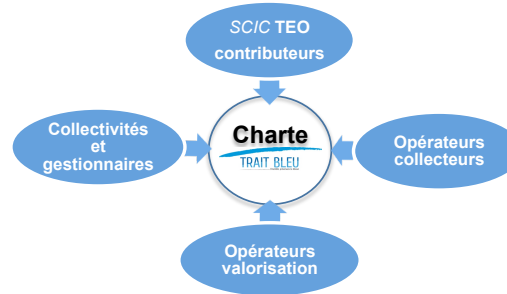 SCIC TEO
contributeurs
Collectivités
et
gestionnaires
Charte
TRAIT BLEU
Opérateurs
collecteurs
Opérateurs
valorisation